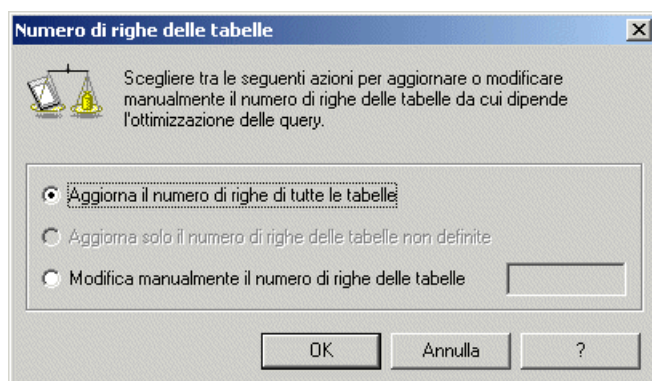 Numero di righe delle tabelle
Scegliere tra le seguenti azioni per aggiornare o modificare
manualmente il numero di righe delle tabelle da cui dipende
l'ottimizzazione delle query.
Aggiorna il numero di righe di tutte le tabelle
Aggiorna solo il numero di righe delle tabelle non definite
Modifica manualmente il numero di righe delle tabelle
OK Annulla ?